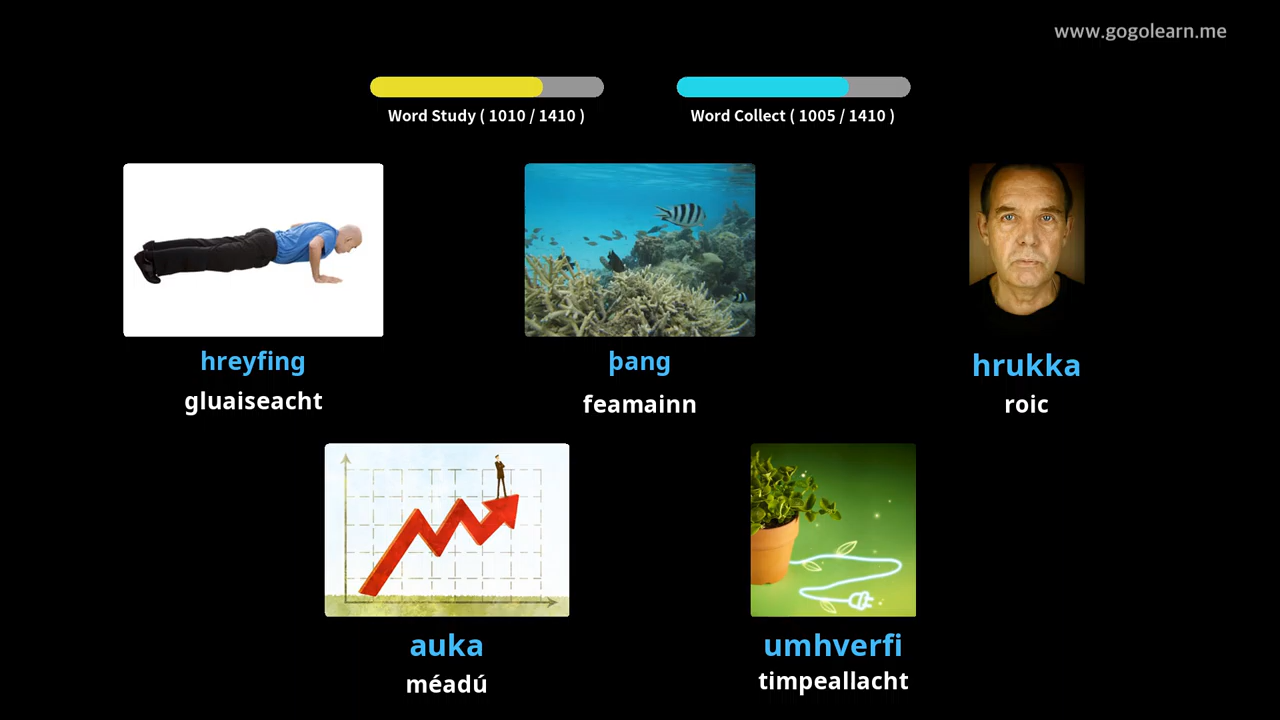 www.gogolearn.me
Word Study ( 1010 / 1410 )
Word Collect ( 1005 / 1410 )
hreyfing
gluaiseacht
þang
feamainn
hrukka
roic
auka
méadú
umhverfi
timpeallacht